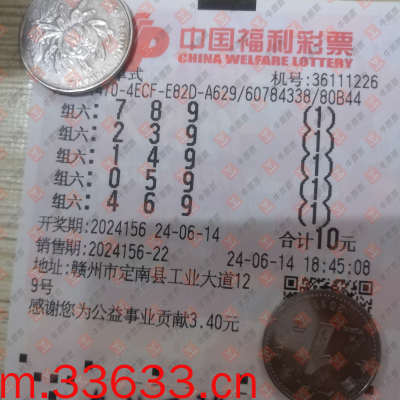 中国福利彩票
CHINA WELFARE LOTTERY
单式 机号:36111226
470-4ECF-E82D-A629/60784338/80B44
组六: 7 8 9 (1)
组六: 2 3 9 (1)
组六: 1 4 9 (1)
组六: 0 5 9 (1)
组六: 4 6 9 (1)
开奖期:2024156 24-06-14 合计10元
销售期:2024156-22 24-06-14 18:45:08
地址:赣州市定南县工业大道12
9号
感谢您为公益事业贡献3.40元
m.33633.cn